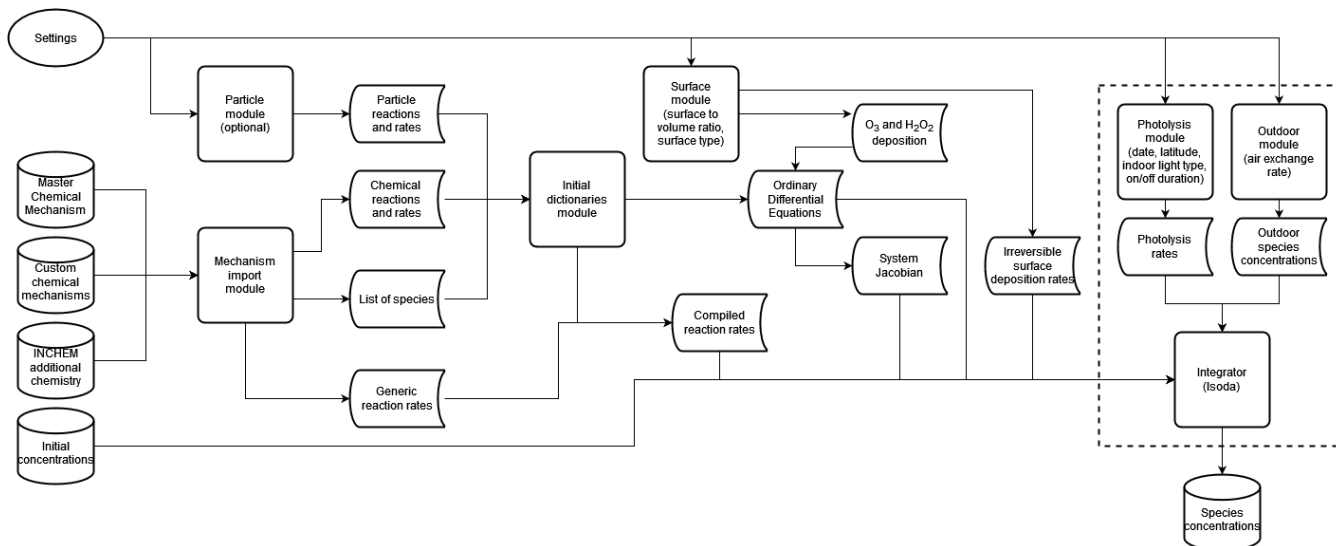 Settings
Particle
module
(optional)
Particle
reactions
and rates
Surface
module
(surface to
volume ratio,
surface type)
O₃ and H₂O₂
deposition
Photolysis
module
(date, latitude,
indoor light type,
on/off duration)
Outdoor
module
(air exchange
rate)
Master
Chemical
Mechanism
Chemical
reactions
and rates
Initial
dictionaries
module
Ordinary
Differential
Equations
Custom
chemical
mechanisms
Mechanism
import
module
List of species
System
Jacobian
Irreversible
surface
deposition rates
Photolysis
rates
Outdoor
species
concentrations
Compiled
reaction rates
INCHEM
additional
chemistry
Generic
reaction rates
Integrator
(lsoda)
Initial
concentrations
Species
concentrations